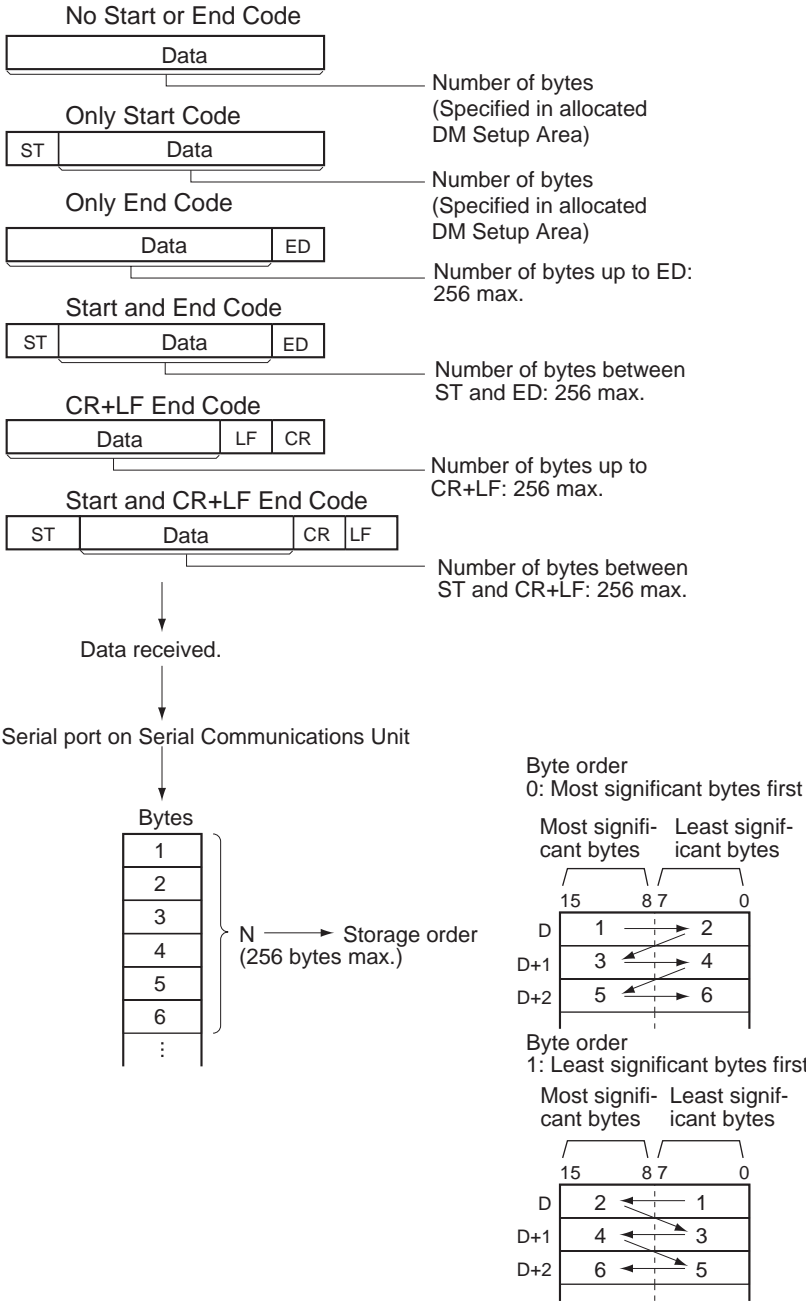 No Start or End Code
Data
Number of bytes
(Specified in allocated
DM Setup Area)
Only Start Code
ST Data
Number of bytes
(Specified in allocated
DM Setup Area)
Only End Code
Data ED
Number of bytes up to ED:
256 max.
Start and End Code
ST Data ED
Number of bytes between
ST and ED: 256 max.
CR+LF End Code
Data LF CR
Number of bytes up to
CR+LF: 256 max.
Start and CR+LF End Code
ST Data CR LF
Number of bytes between
ST and CR+LF: 256 max.
Data received.
Serial port on Serial Communications Unit
Bytes
1
2
3
4
5
6
⋮
N Storage order
(256 bytes max.)
Byte order
0: Most significant bytes first
Most signifi- Least signif-
cant bytes icant bytes
15 8 7 0
D 1 2
D+1 3 4
D+2 5 6
Byte order
1: Least significant bytes first
Most signifi- Least signif-
cant bytes icant bytes
15 8 7 0
D 2 1
D+1 4 3
D+2 6 5